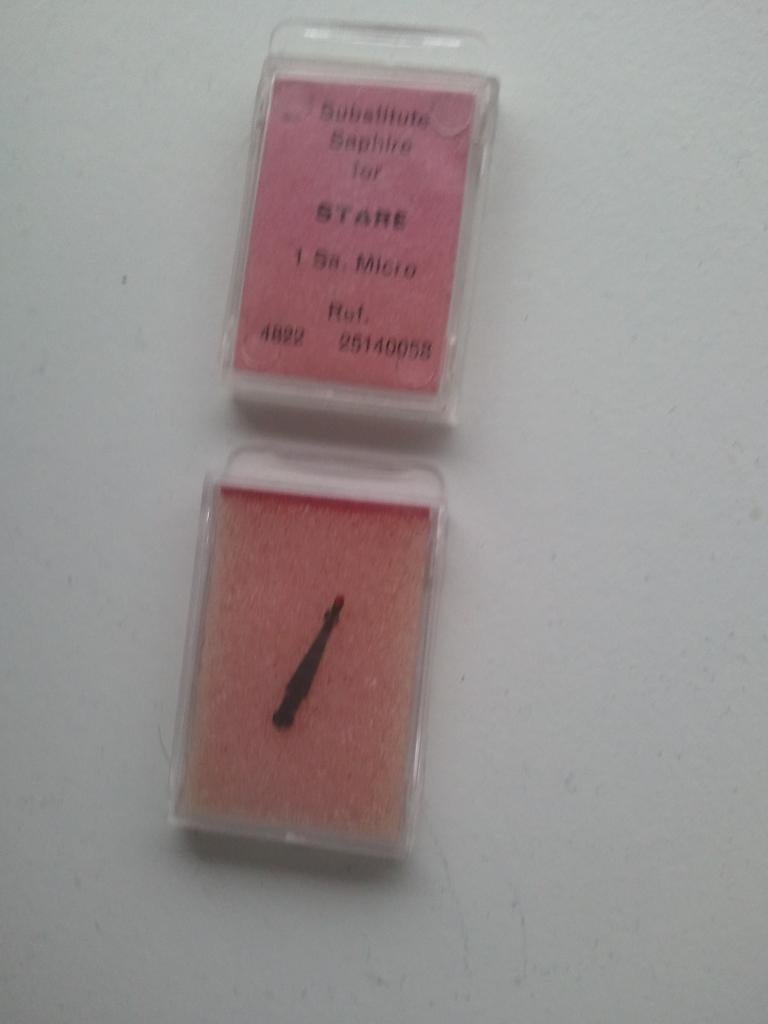 Substitute
Saphire
for
STARE
1 Sa. Micro
Ref.
4822 25140058